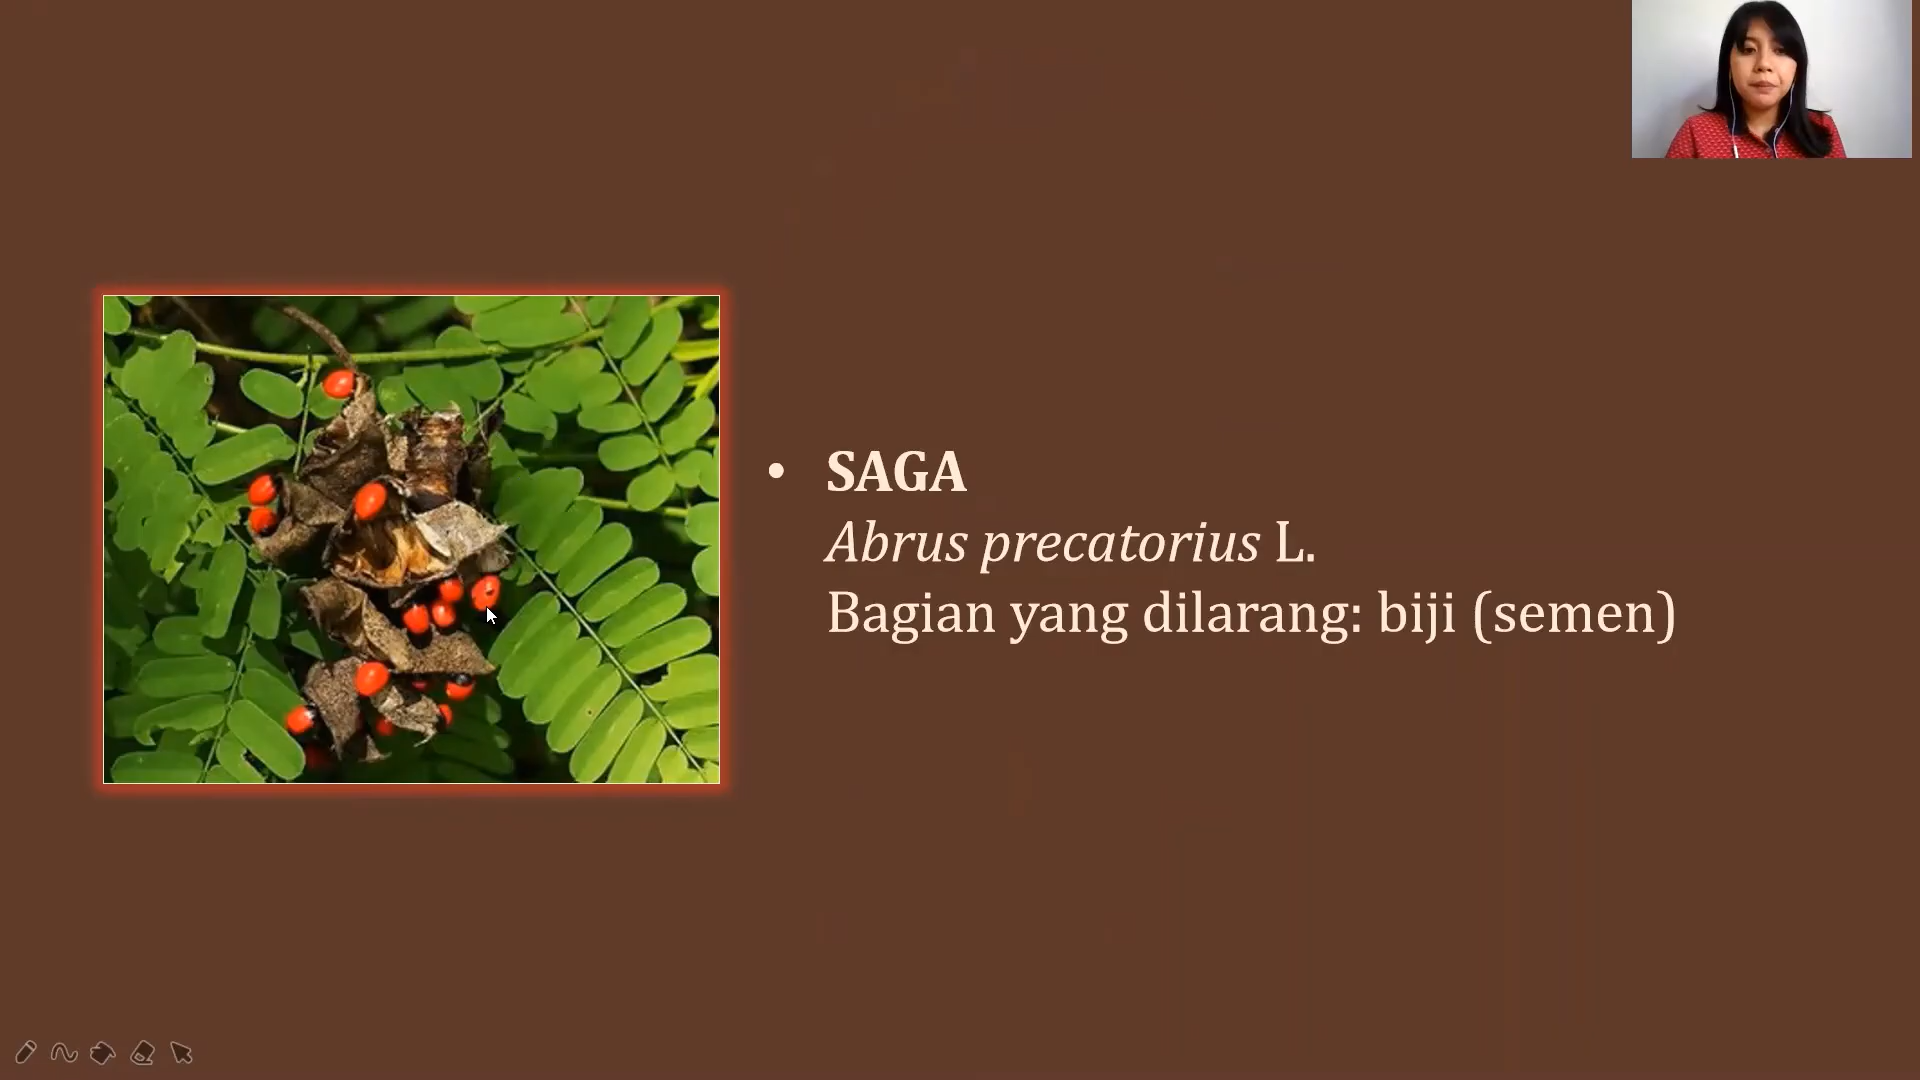 • SAGA
Abrus precatorius L.
Bagian yang dilarang: biji (semen)